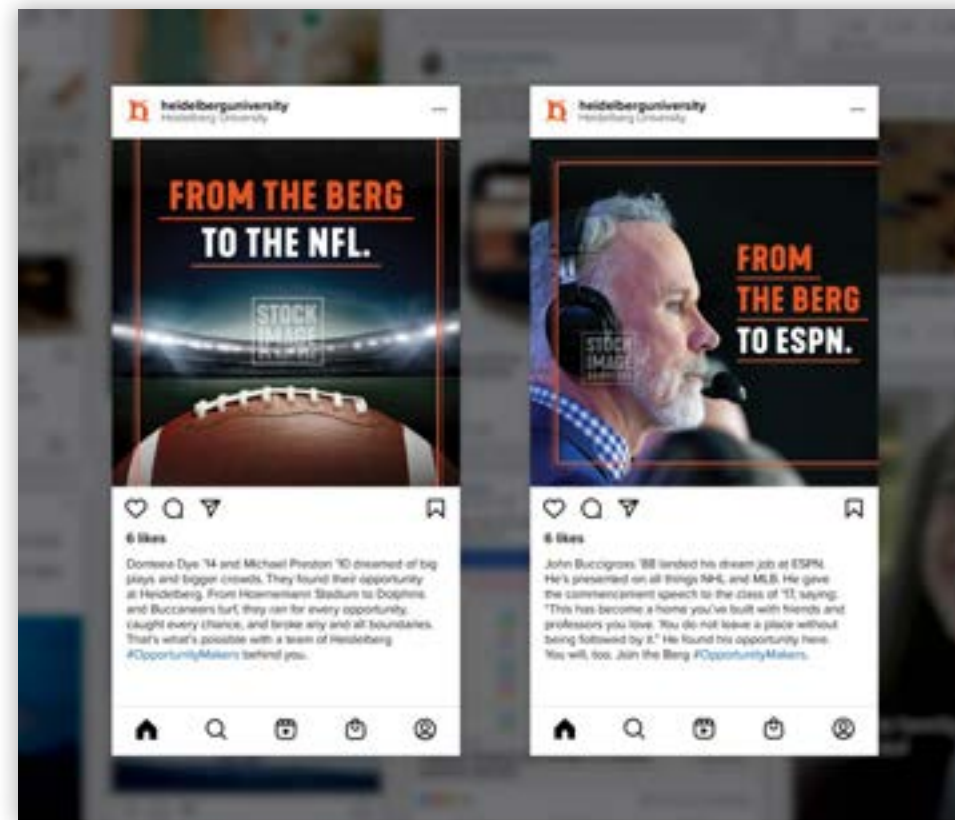 heidelberguniversity
Heidelberg University
FROM THE BERG
TO THE NFL.
STOCK
IMAGE
6 likes
Donteea Dye '14 and Michael Preston '10 dreamed of big
plays and bigger crowds. They found their opportunity
at Heidelberg. From Hoernemann Stadium to Dolphins
and Buccaneers turf, they ran for every opportunity,
caught every chance, and broke any and all boundaries.
That's what's possible with a team of Heidelberg
#OpportunityMakers behind you.
heidelberguniversity
Heidelberg University
FROM
THE BERG
TO ESPN.
STOCK
IMAGE
6 likes
John Buccigross '88 landed his dream job at ESPN.
He's presented on all things NHL and MLB. He gave
the commencement speech to the class of '17, saying:
"This has become a home you've built with friends and
professors you love. You do not leave a place without
being followed by it." He found his opportunity here.
You will, too. Join the Berg #OpportunityMakers.